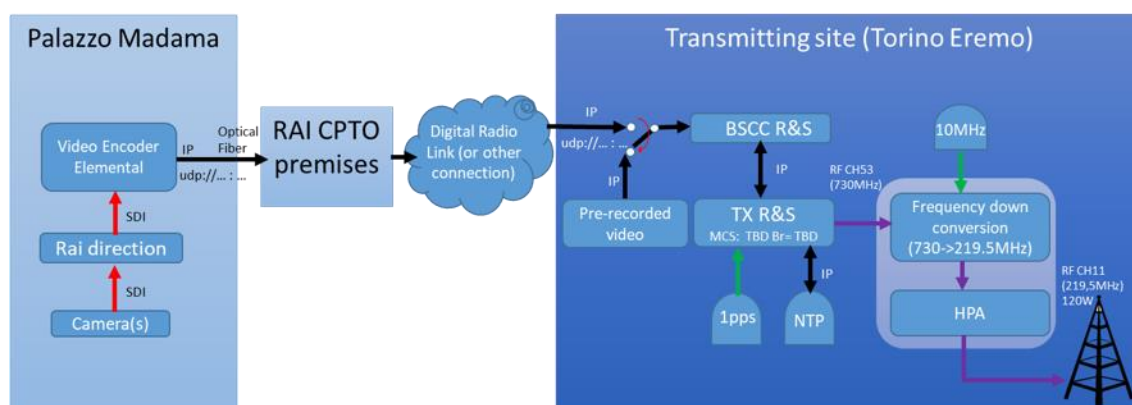 Palazzo Madama
Video Encoder
Elemental
SDI
Rai direction
SDI
Camera(s)
Optical
IP Fiber
udp://… : …
RAI CPTO
premises
Digital Radio
Link (or other
connection)
Transmitting site (Torino Eremo)
IP
udp://… : …
IP
Pre-recorded
video
BSCC R&S
IP
TX R&S
MCS: TBD Br= TBD
1pps
IP
NTP
RF CH53
(730MHz)
10MHz
Frequency down
conversion
(730->219.5MHz)
HPA
RF CH11
(219,5MHz)
120W